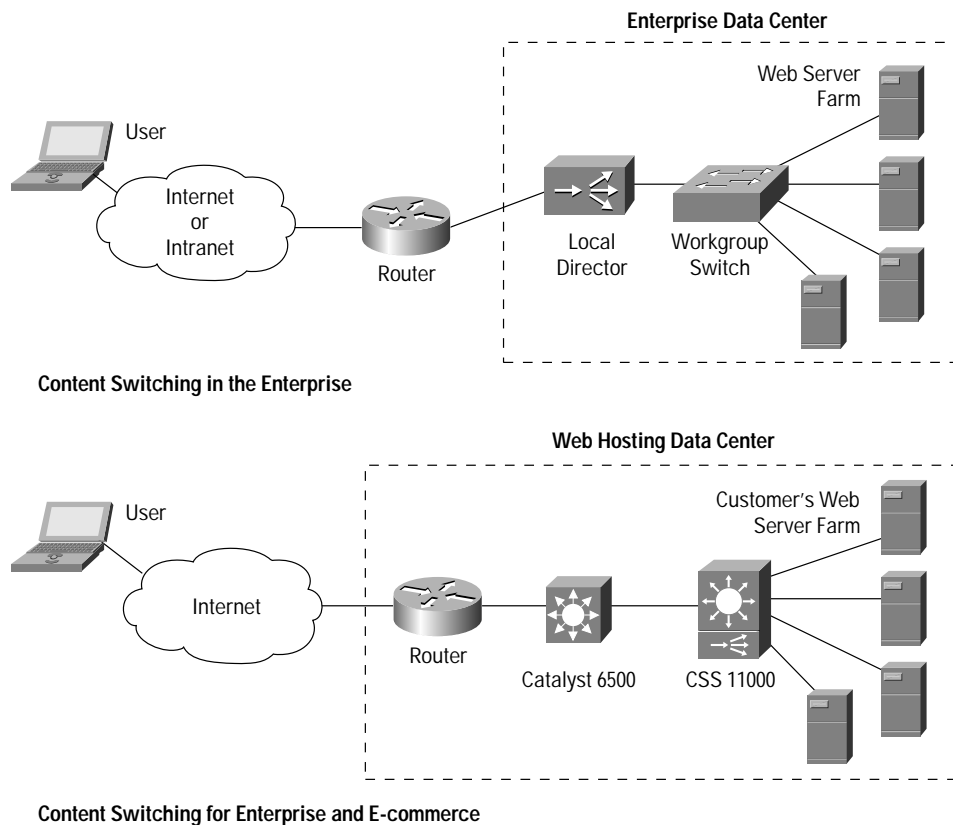 Enterprise Data Center
Web Server
Farm
User
Internet
or
Intranet
Router
Local
Director
Workgroup
Switch
Content Switching in the Enterprise
Web Hosting Data Center
Customer's Web
Server Farm
User
Internet
Router
Catalyst 6500
CSS 11000
Content Switching for Enterprise and E-commerce